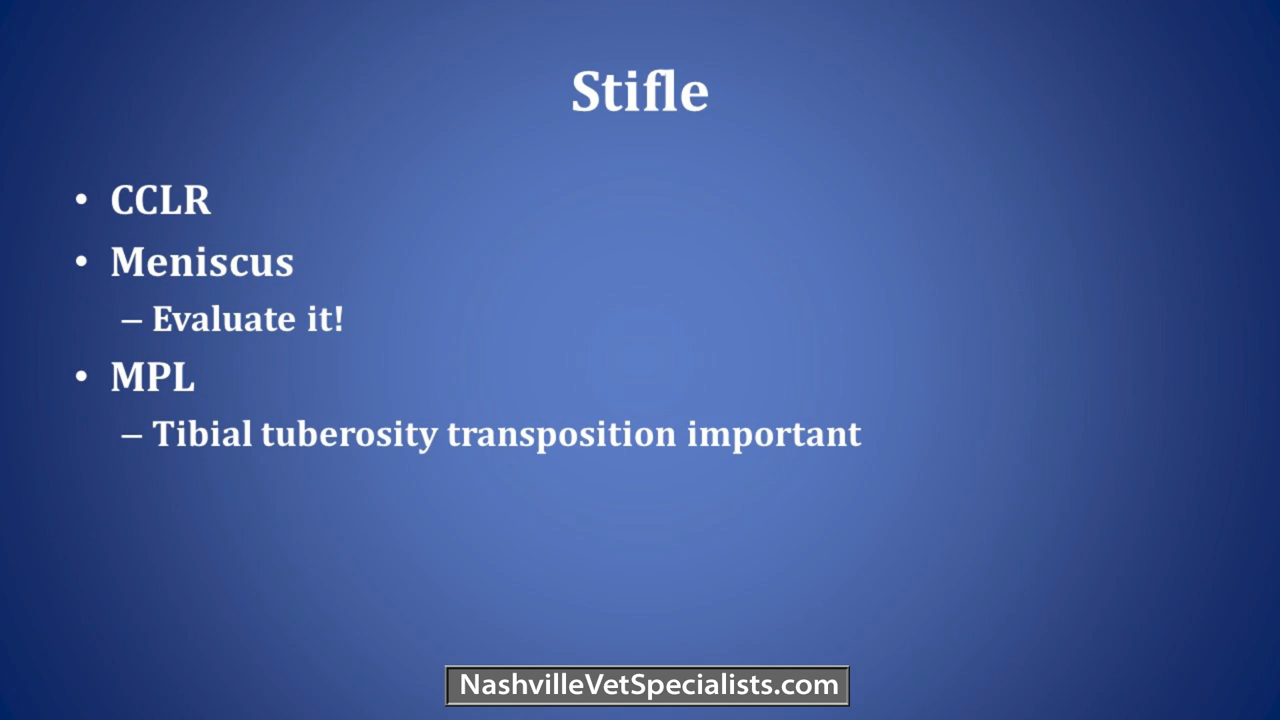 Stifle
• CCLR
• Meniscus
– Evaluate it!
• MPL
– Tibial tuberosity transposition important
NashvilleVetSpecialists.com